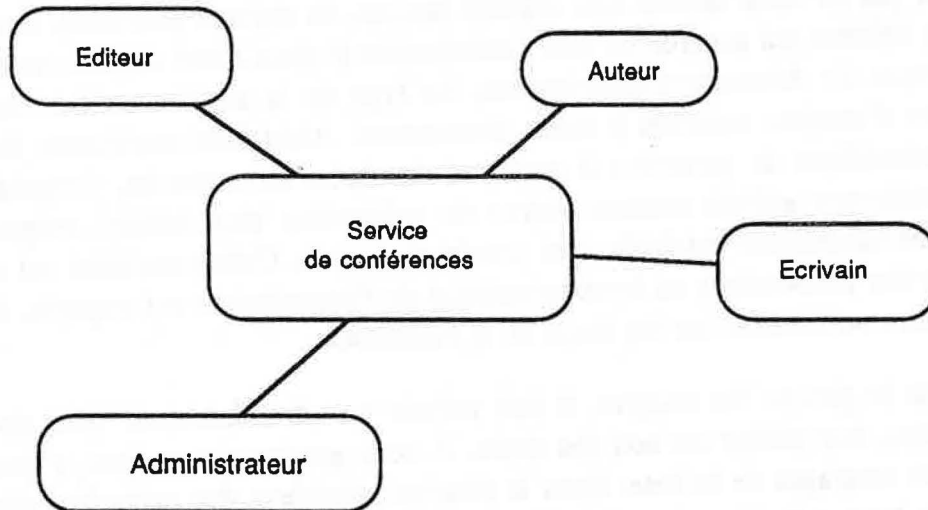 Editeur
Auteur
Service
de conférences
Ecrivain
Administrateur